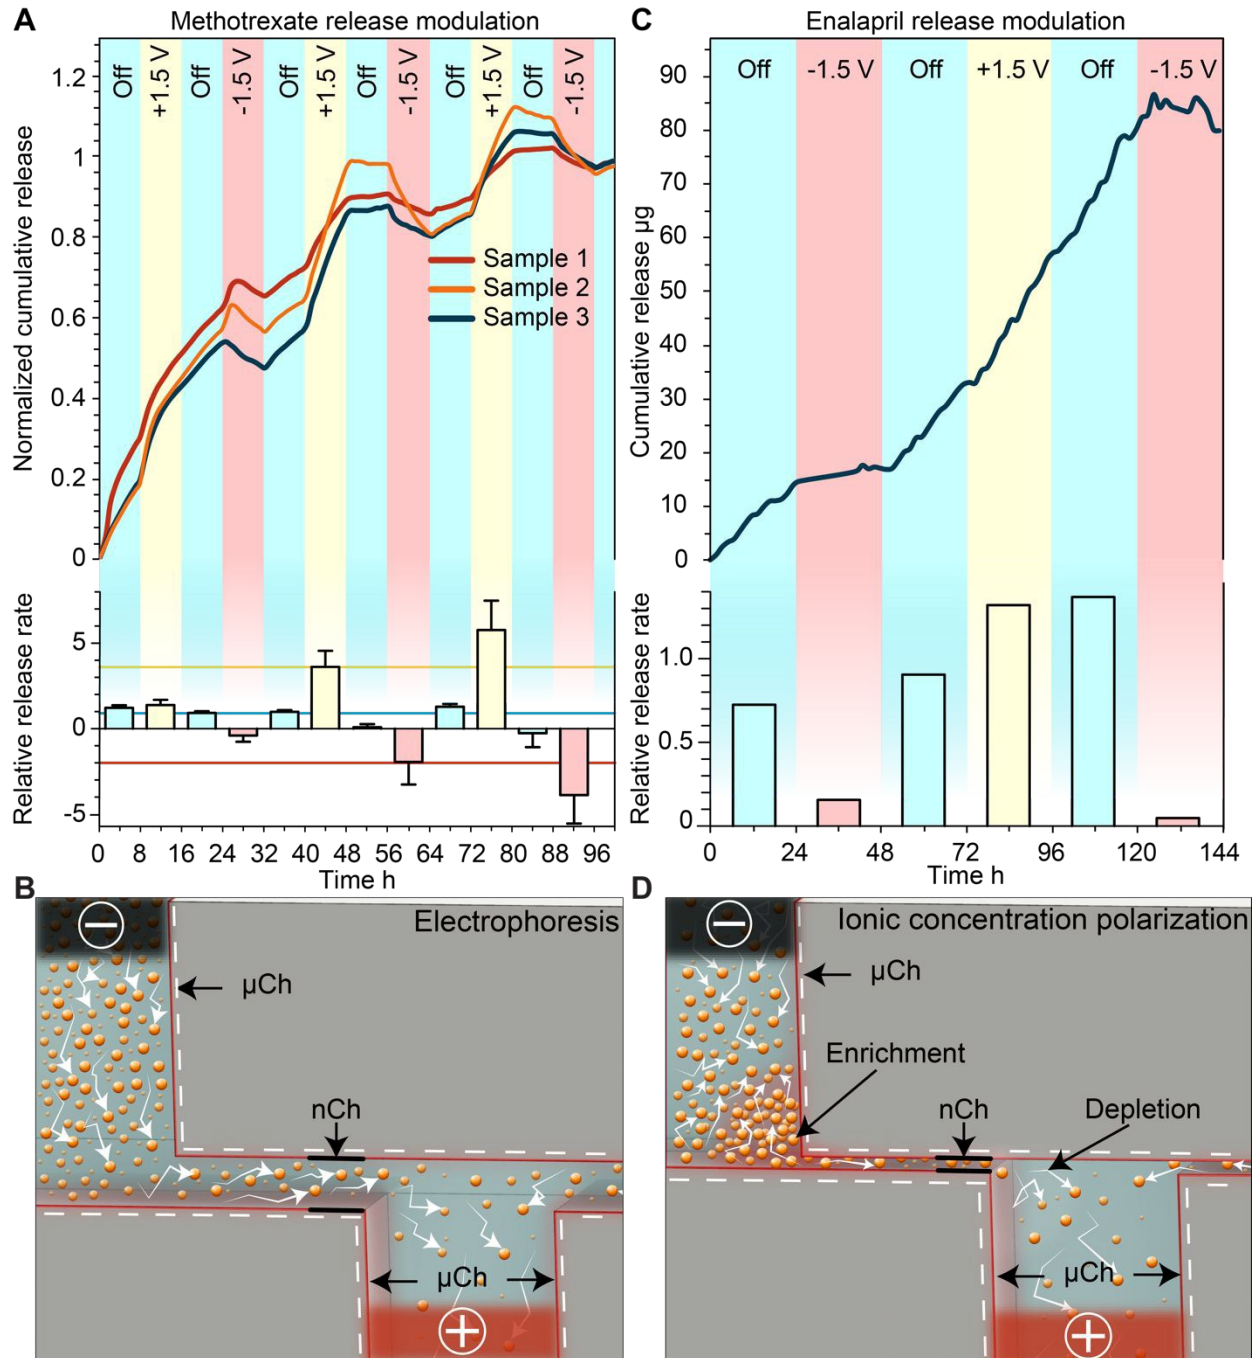 A
Methotrexate release modulation
Off
+1.5 V
Off
-1.5 V
Off
+1.5 V
Off
-1.5 V
Off
+1.5 V
Off
-1.5 V
Normalized cumulative release
1.2
1
0.8
0.6
0.4
0.2
0
Sample 1
Sample 2
Sample 3
Relative release rate
5
0
-5
0 8 16 24 32 40 48 56 64 72 80 88 96
Time h
C
Enalapril release modulation
Off -1.5 V Off +1.5 V Off -1.5 V
Cumulative release µg
90
80
70
60
50
40
30
20
10
0
Relative release rate
1.0
0.5
0
0 24 48 72 96 120 144
Time h
B
Electrophoresis
−
µCh
nCh
µCh
+
D
Ionic concentration polarization
−
µCh
Enrichment
nCh
Depletion
µCh
+